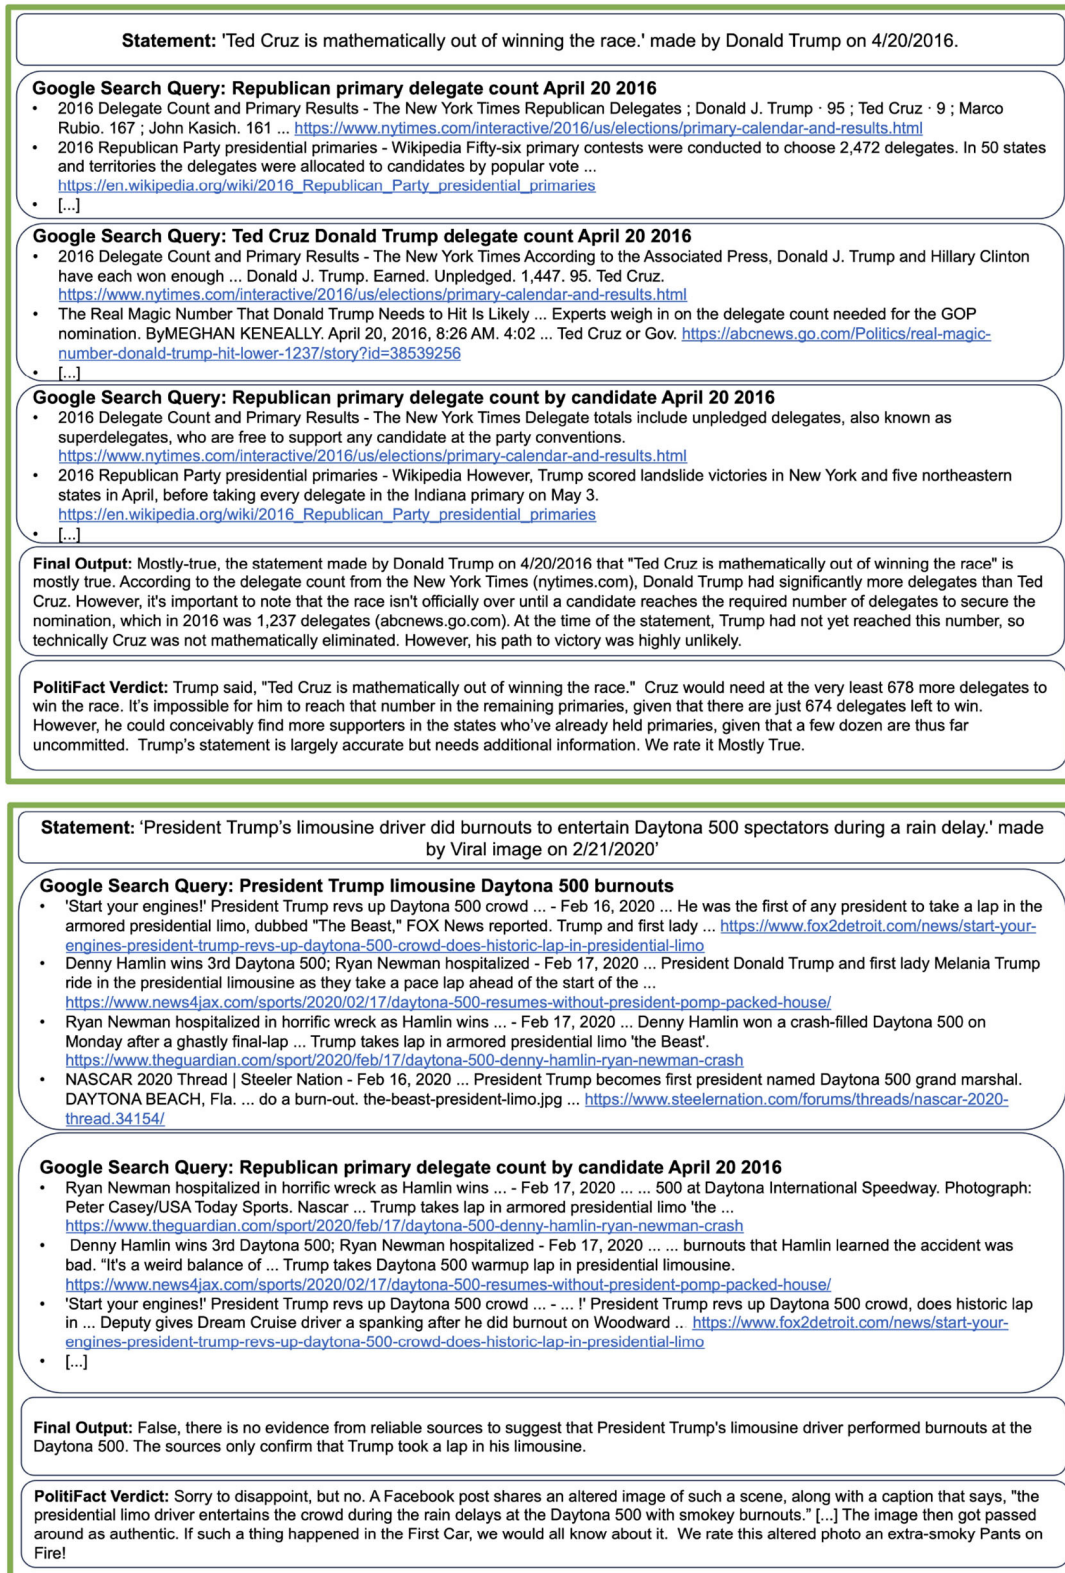 Statement: 'Ted Cruz is mathematically out of winning the race.' made by Donald Trump on 4/20/2016.
Google Search Query: Republican primary delegate count April 20 2016
• 2016 Delegate Count and Primary Results - The New York Times Republican Delegates ; Donald J. Trump · 95 ; Ted Cruz · 9 ; Marco
Rubio. 167 ; John Kasich. 161 ... https://www.nytimes.com/interactive/2016/us/elections/primary-calendar-and-results.html
• 2016 Republican Party presidential primaries - Wikipedia Fifty-six primary contests were conducted to choose 2,472 delegates. In 50 states
and territories the delegates were allocated to candidates by popular vote ...
https://en.wikipedia.org/wiki/2016_Republican_Party_presidential_primaries
• [...]
Google Search Query: Ted Cruz Donald Trump delegate count April 20 2016
• 2016 Delegate Count and Primary Results - The New York Times According to the Associated Press, Donald J. Trump and Hillary Clinton
have each won enough ... Donald J. Trump. Earned. Unpledged. 1,447. 95. Ted Cruz.
https://www.nytimes.com/interactive/2016/us/elections/primary-calendar-and-results.html
• The Real Magic Number That Donald Trump Needs to Hit Is Likely ... Experts weigh in on the delegate count needed for the GOP
nomination. ByMEGHAN KENEALLY. April 20, 2016, 8:26 AM. 4:02 ... Ted Cruz or Gov. https://abcnews.go.com/Politics/real-magic-
number-donald-trump-hit-lower-1237/story?id=38539256
• [...]
Google Search Query: Republican primary delegate count by candidate April 20 2016
• 2016 Delegate Count and Primary Results - The New York Times Delegate totals include unpledged delegates, also known as
superdelegates, who are free to support any candidate at the party conventions.
https://www.nytimes.com/interactive/2016/us/elections/primary-calendar-and-results.html
• 2016 Republican Party presidential primaries - Wikipedia However, Trump scored landslide victories in New York and five northeastern
states in April, before taking every delegate in the Indiana primary on May 3.
https://en.wikipedia.org/wiki/2016_Republican_Party_presidential_primaries
• [...]
Final Output: Mostly-true, the statement made by Donald Trump on 4/20/2016 that "Ted Cruz is mathematically out of winning the race" is
mostly true. According to the delegate count from the New York Times (nytimes.com), Donald Trump had significantly more delegates than Ted
Cruz. However, it's important to note that the race isn't officially over until a candidate reaches the required number of delegates to secure the
nomination, which in 2016 was 1,237 delegates (abcnews.go.com). At the time of the statement, Trump had not yet reached this number, so
technically Cruz was not mathematically eliminated. However, his path to victory was highly unlikely.
PolitiFact Verdict: Trump said, "Ted Cruz is mathematically out of winning the race." Cruz would need at the very least 678 more delegates to
win the race. It's impossible for him to reach that number in the remaining primaries, given that there are just 674 delegates left to win.
However, he could conceivably find more supporters in the states who've already held primaries, given that a few dozen are thus far
uncommitted. Trump's statement is largely accurate but needs additional information. We rate it Mostly True.
Statement: 'President Trump's limousine driver did burnouts to entertain Daytona 500 spectators during a rain delay.' made
by Viral image on 2/21/2020'
Google Search Query: President Trump limousine Daytona 500 burnouts
• 'Start your engines!' President Trump revs up Daytona 500 crowd ... - Feb 16, 2020 ... He was the first of any president to take a lap in the
armored presidential limo, dubbed "The Beast," FOX News reported. Trump and first lady ... https://www.fox2detroit.com/news/start-your-
engines-president-trump-revs-up-daytona-500-crowd-does-historic-lap-in-presidential-limo
• Denny Hamlin wins 3rd Daytona 500; Ryan Newman hospitalized - Feb 17, 2020 ... President Donald Trump and first lady Melania Trump
ride in the presidential limousine as they take a pace lap ahead of the start of the ...
https://www.news4jax.com/sports/2020/02/17/daytona-500-resumes-without-president-pomp-packed-house/
• Ryan Newman hospitalized in horrific wreck as Hamlin wins ... - Feb 17, 2020 ... Denny Hamlin won a crash-filled Daytona 500 on
Monday after a ghastly final-lap ... Trump takes lap in armored presidential limo 'the Beast'.
https://www.theguardian.com/sport/2020/feb/17/daytona-500-denny-hamlin-ryan-newman-crash
• NASCAR 2020 Thread | Steeler Nation - Feb 16, 2020 ... President Trump becomes first president named Daytona 500 grand marshal.
DAYTONA BEACH, Fla. ... do a burn-out. the-beast-president-limo.jpg ... https://www.steelernation.com/forums/threads/nascar-2020-
thread.34154/
Google Search Query: Republican primary delegate count by candidate April 20 2016
• Ryan Newman hospitalized in horrific wreck as Hamlin wins ... - Feb 17, 2020 ... ... 500 at Daytona International Speedway. Photograph:
Peter Casey/USA Today Sports. Nascar ... Trump takes lap in armored presidential limo 'the ...
https://www.theguardian.com/sport/2020/feb/17/daytona-500-denny-hamlin-ryan-newman-crash
• Denny Hamlin wins 3rd Daytona 500; Ryan Newman hospitalized - Feb 17, 2020 ... ... burnouts that Hamlin learned the accident was
bad. "It's a weird balance of ... Trump takes Daytona 500 warmup lap in presidential limousine.
https://www.news4jax.com/sports/2020/02/17/daytona-500-resumes-without-president-pomp-packed-house/
• 'Start your engines!' President Trump revs up Daytona 500 crowd ... - ... !' President Trump revs up Daytona 500 crowd, does historic lap
in ... Deputy gives Dream Cruise driver a spanking after he did burnout on Woodward .. https://www.fox2detroit.com/news/start-your-
engines-president-trump-revs-up-daytona-500-crowd-does-historic-lap-in-presidential-limo
• [...]
Final Output: False, there is no evidence from reliable sources to suggest that President Trump's limousine driver performed burnouts at the
Daytona 500. The sources only confirm that Trump took a lap in his limousine.
PolitiFact Verdict: Sorry to disappoint, but no. A Facebook post shares an altered image of such a scene, along with a caption that says, "the
presidential limo driver entertains the crowd during the rain delays at the Daytona 500 with smokey burnouts." [...] The image then got passed
around as authentic. If such a thing happened in the First Car, we would all know about it. We rate this altered photo an extra-smoky Pants on
Fire!